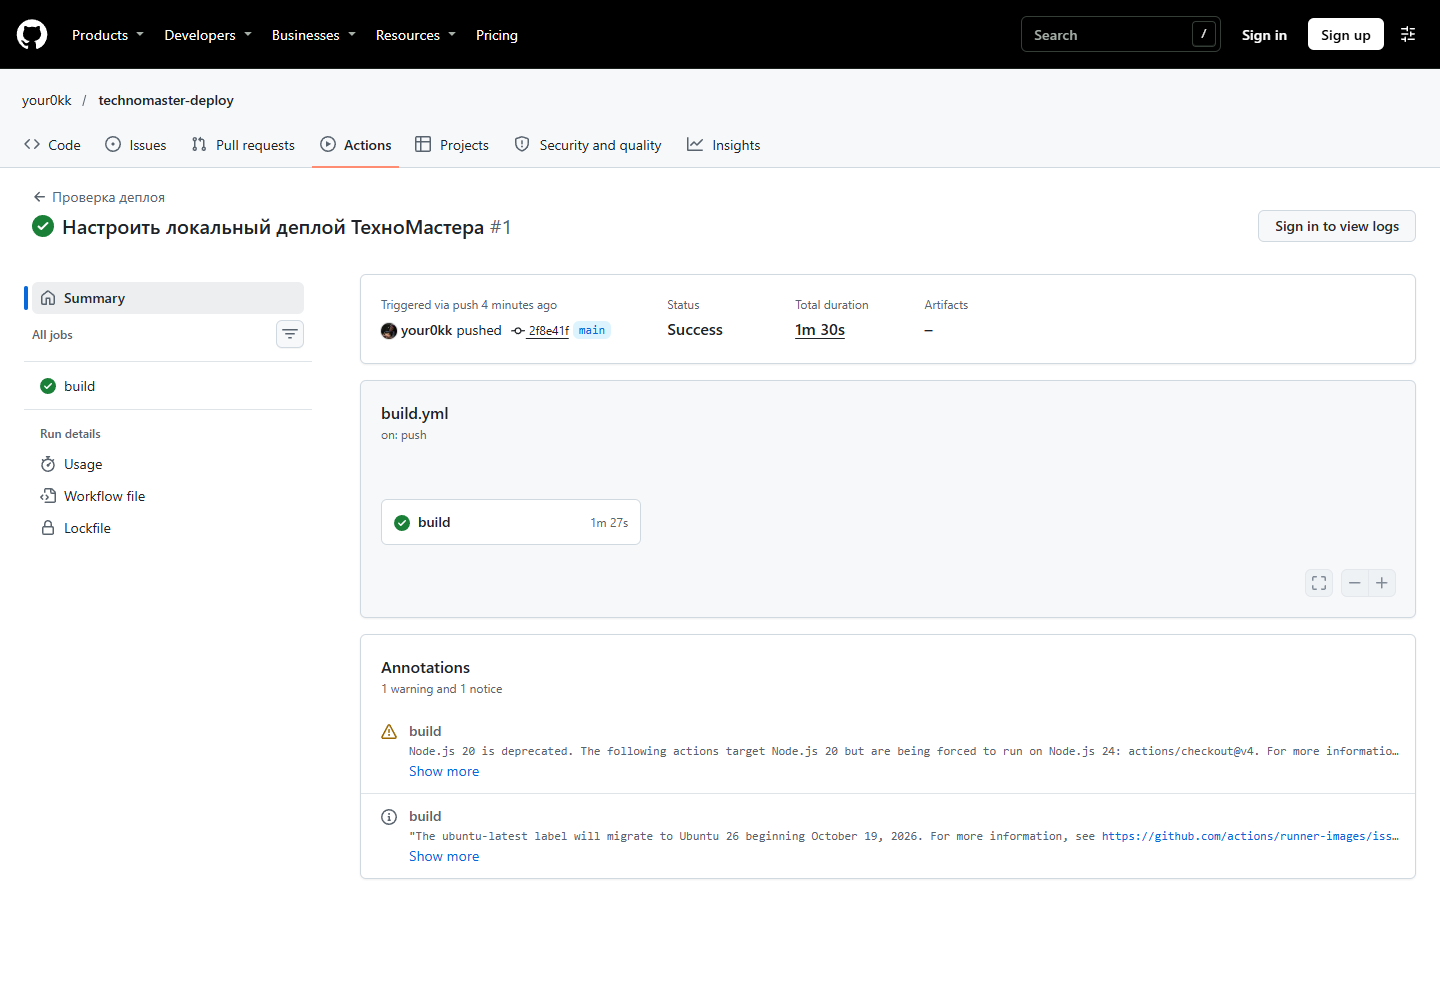 Products Developers Businesses Resources Pricing Search / Sign in Sign up
your0kk / technomaster-deploy
Code Issues Pull requests Actions Projects Security and quality Insights
← Проверка деплоя
Настроить локальный деплой ТехноМастера #1
Sign in to view logs
Summary
All jobs
build
Run details
Usage
Workflow file
Lockfile
Triggered via push 4 minutes ago
your0kk pushed 2f8e41f main
Status
Success
Total duration
1m 30s
Artifacts
–
build.yml
on: push
build 1m 27s
Annotations
1 warning and 1 notice
build
Node.js 20 is deprecated. The following actions target Node.js 20 but are being forced to run on Node.js 24: actions/checkout@v4. For more informatio…
Show more
build
"The ubuntu-latest label will migrate to Ubuntu 26 beginning October 19, 2026. For more information, see https://github.com/actions/runner-images/iss…
Show more